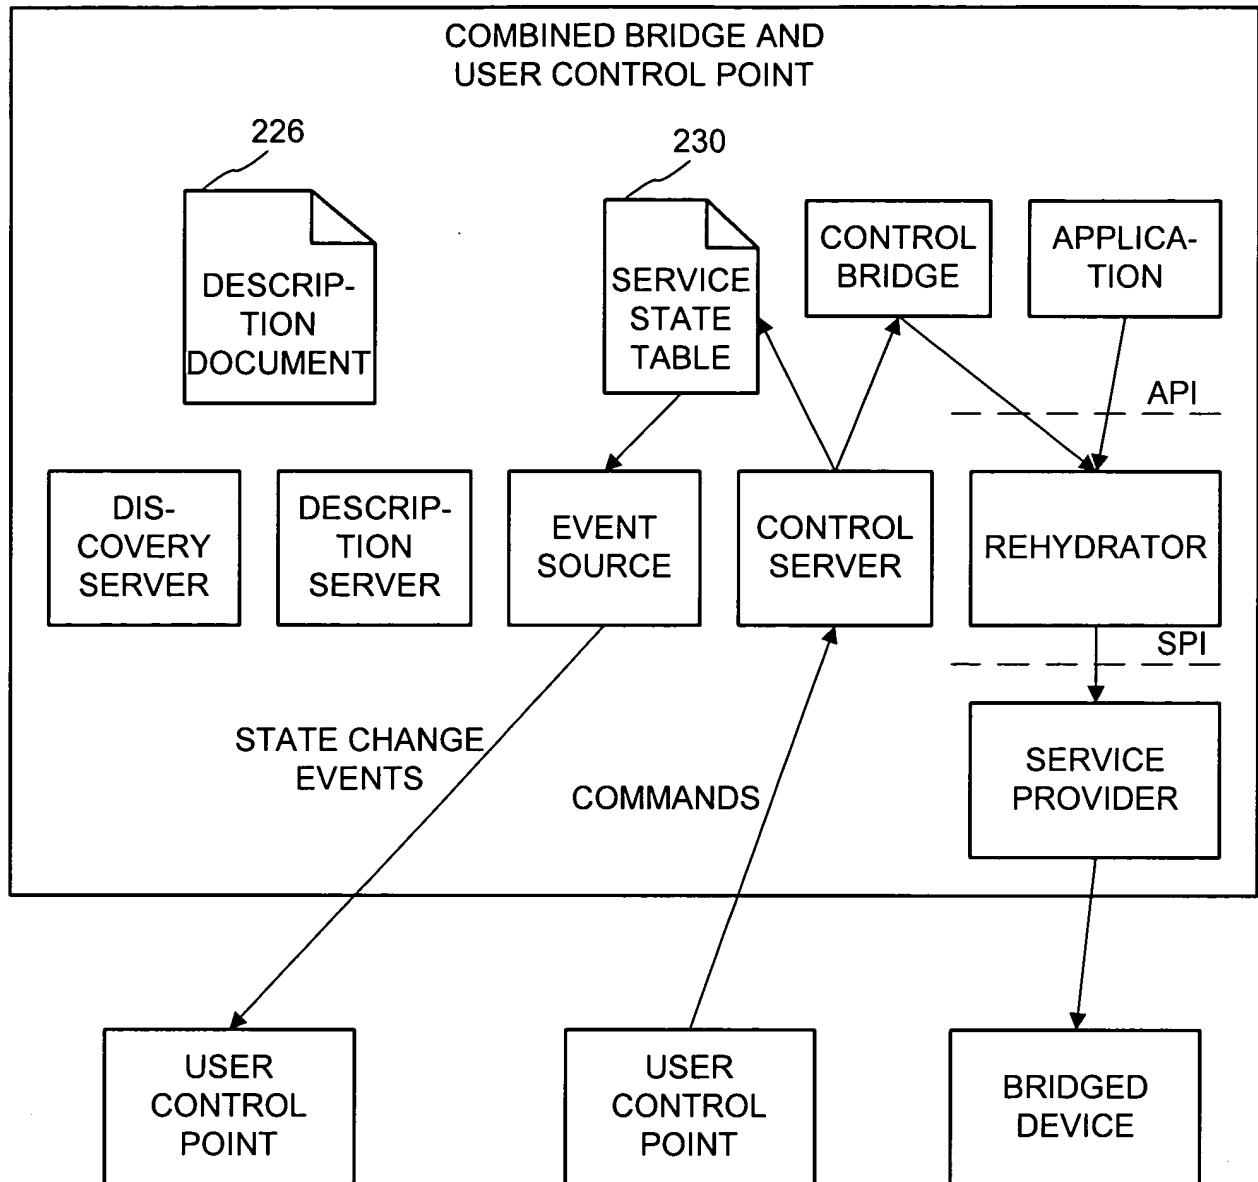 COMBINED BRIDGE AND
USER CONTROL POINT
226
230
DESCRIP-
TION
DOCUMENT
SERVICE
STATE
TABLE
CONTROL
BRIDGE
APPLICA-
TION
API
DIS-
COVERY
SERVER
DESCRIP-
TION
SERVER
EVENT
SOURCE
CONTROL
SERVER
REHYDRATOR
SPI
STATE CHANGE
EVENTS
COMMANDS
SERVICE
PROVIDER
USER
CONTROL
POINT
USER
CONTROL
POINT
BRIDGED
DEVICE